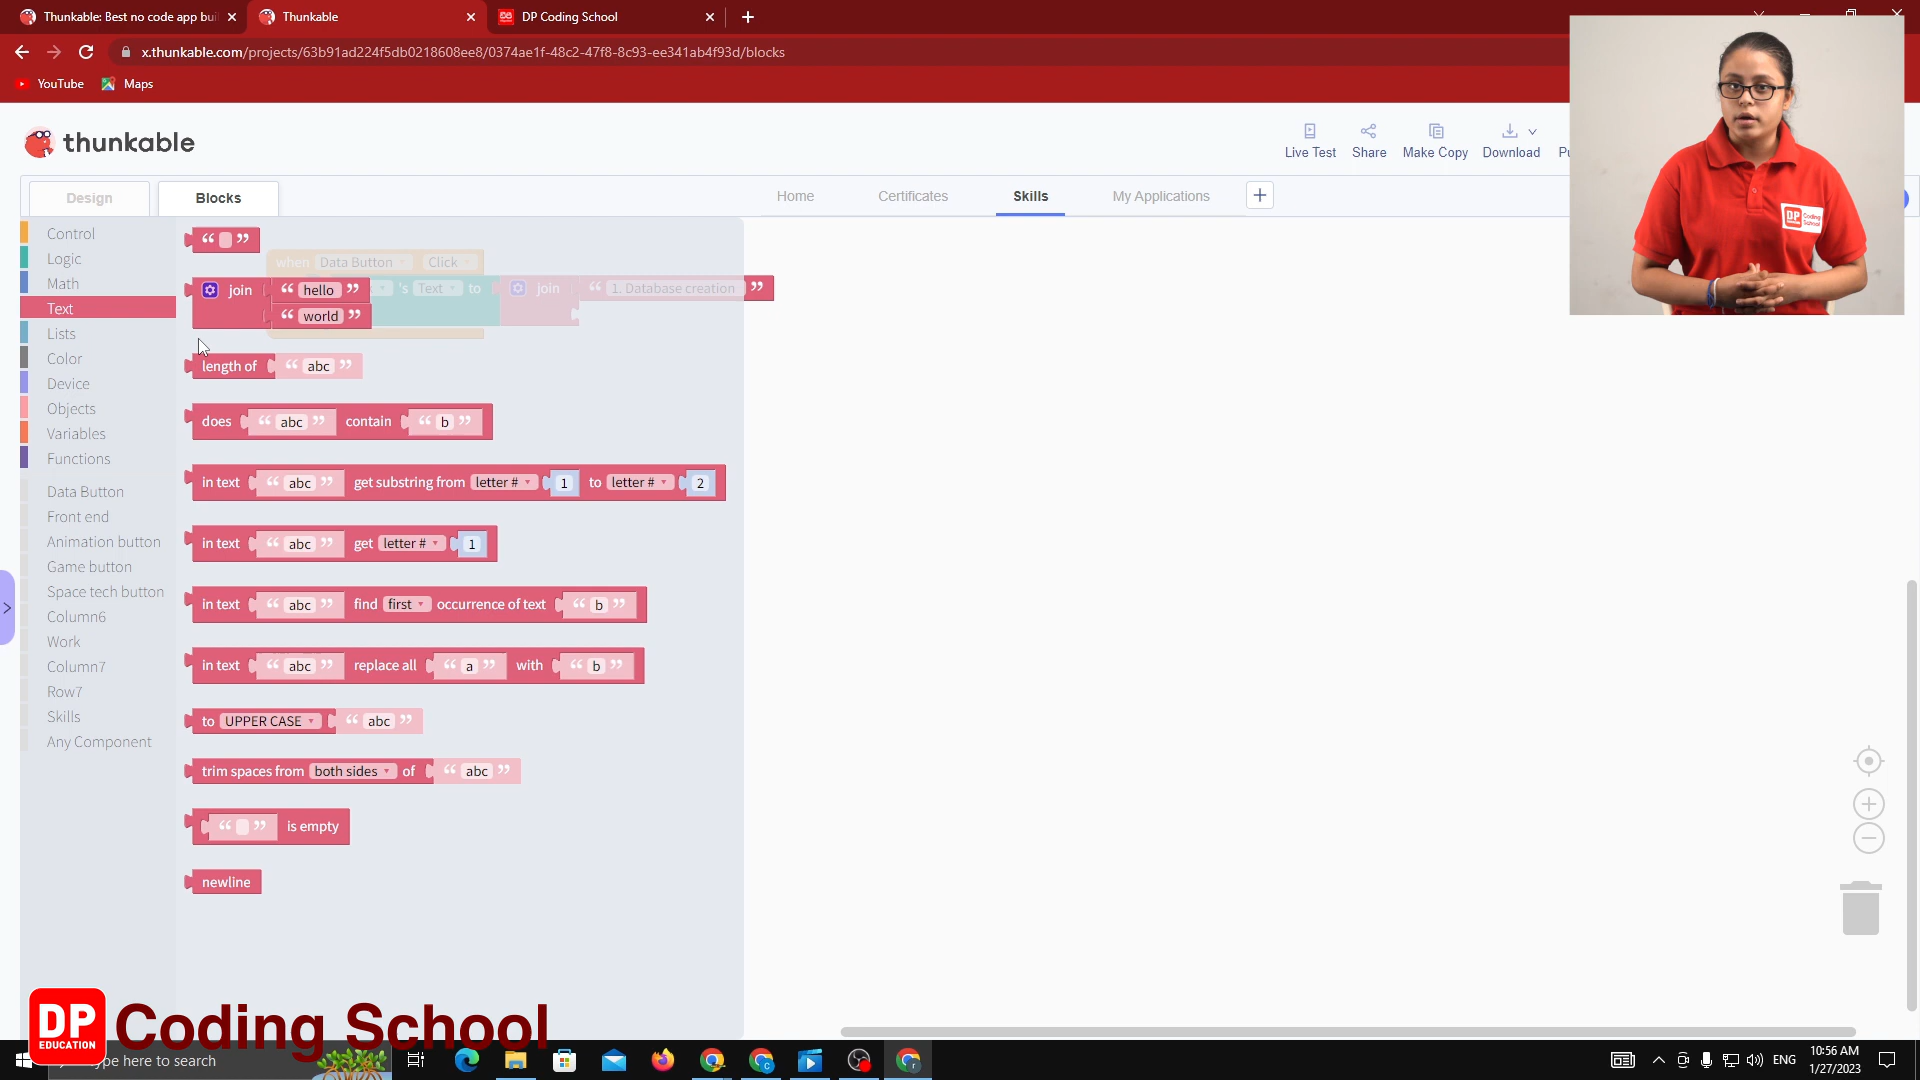 Thunkable: Best no code app bui
Thunkable
DP Coding School
x.thunkable.com/projects/63b91ad224f5db0218608ee8/0374ae1f-48c2-47f8-8c93-ee341ab4f93d/blocks
YouTube
Maps
thunkable
Live Test
Share
Make Copy
Download
Design
Blocks
Home
Certificates
Skills
My Applications
Control
Logic
Math
Text
Lists
Color
Device
Objects
Variables
Functions
Data Button
Front end
Animation button
Game button
Space tech button
Column6
Work
Column7
Row7
Skills
Any Component
“ ”
when Data Button Click
join “ hello ” 's Text to join “ 1. Database creation ”
“ world ”
length of “ abc ”
does “ abc ” contain “ b ”
in text “ abc ” get substring from letter # 1 to letter # 2
in text “ abc ” get letter # 1
in text “ abc ” find first occurrence of text “ b ”
in text “ abc ” replace all “ a ” with “ b ”
to UPPER CASE “ abc ”
trim spaces from both sides of “ abc ”
“ ” is empty
newline
DP Coding School
DP EDUCATION
Coding School
ype here to search
ENG
10:56 AM
1/27/2023